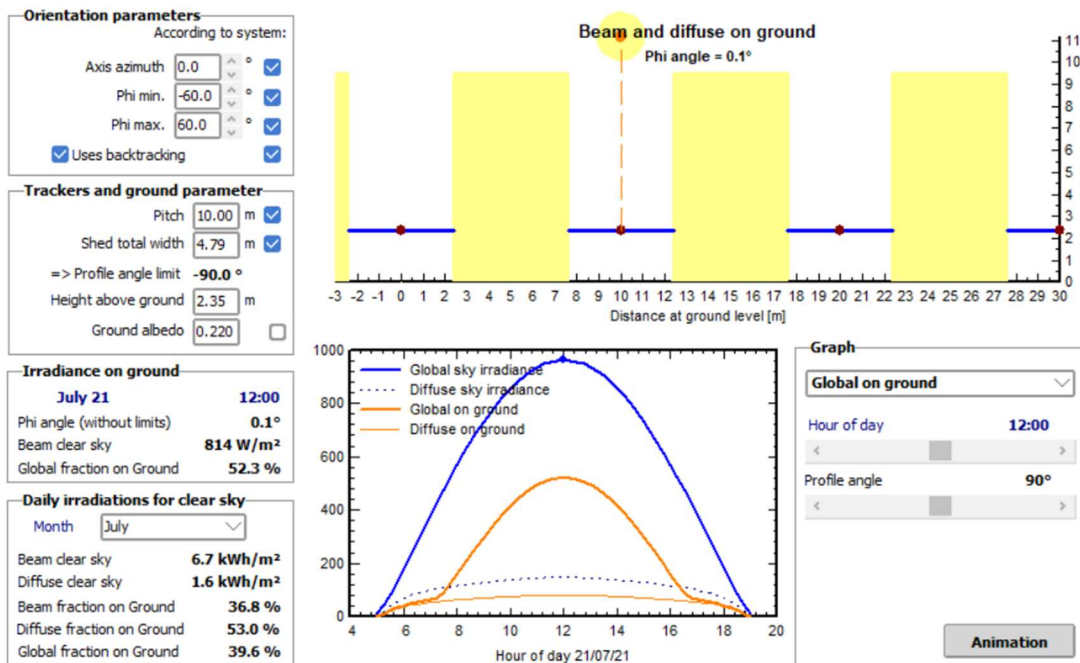 Orientation parameters
According to system:
Axis azimuth 0.0 °
Phi min. -60.0 °
Phi max. 60.0 °
Uses backtracking
Trackers and ground parameter
Pitch 10.00 m
Shed total width 4.79 m
=> Profile angle limit -90.0 °
Height above ground 2.35 m
Ground albedo 0.220
Irradiance on ground
July 21 12:00
Phi angle (without limits) 0.1°
Beam clear sky 814 W/m²
Global fraction on Ground 52.3 %
Daily irradiations for clear sky
Month July
Beam clear sky 6.7 kWh/m²
Diffuse clear sky 1.6 kWh/m²
Beam fraction on Ground 36.8 %
Diffuse fraction on Ground 53.0 %
Global fraction on Ground 39.6 %
Beam and diffuse on ground
Phi angle = 0.1°
11
10
9
8
7
6
5
4
3
2
1
0
-3 -2 -1 0 1 2 3 4 5 6 7 8 9 10 11 12 13 14 15 16 17 18 19 20 21 22 23 24 25 26 27 28 29 30
Distance at ground level [m]
1000
800
600
400
200
0
Global sky irradiance
Diffuse sky irradiance
Global on ground
Diffuse on ground
4 6 8 10 12 14 16 18 20
Hour of day 21/07/21
Graph
Global on ground
Hour of day 12:00
Profile angle 90°
Animation